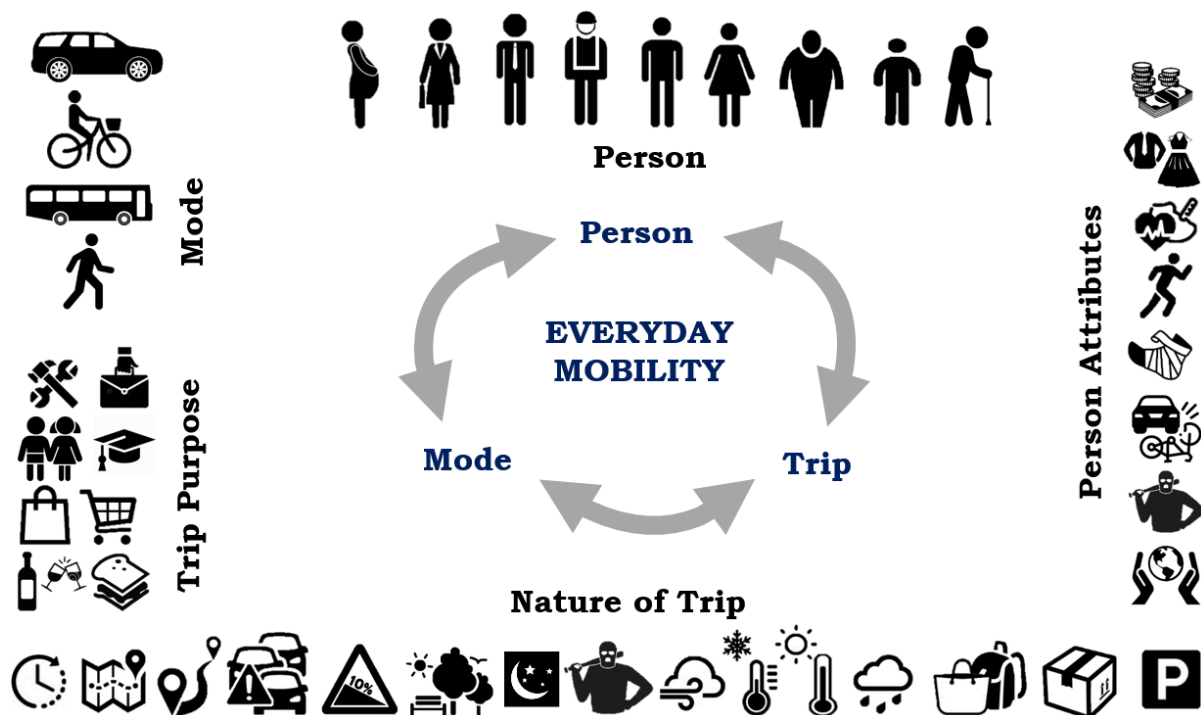 Person
Mode
Person
Person Attributes
EVERYDAY
MOBILITY
Mode
Trip
Trip Purpose
Nature of Trip
10%
P